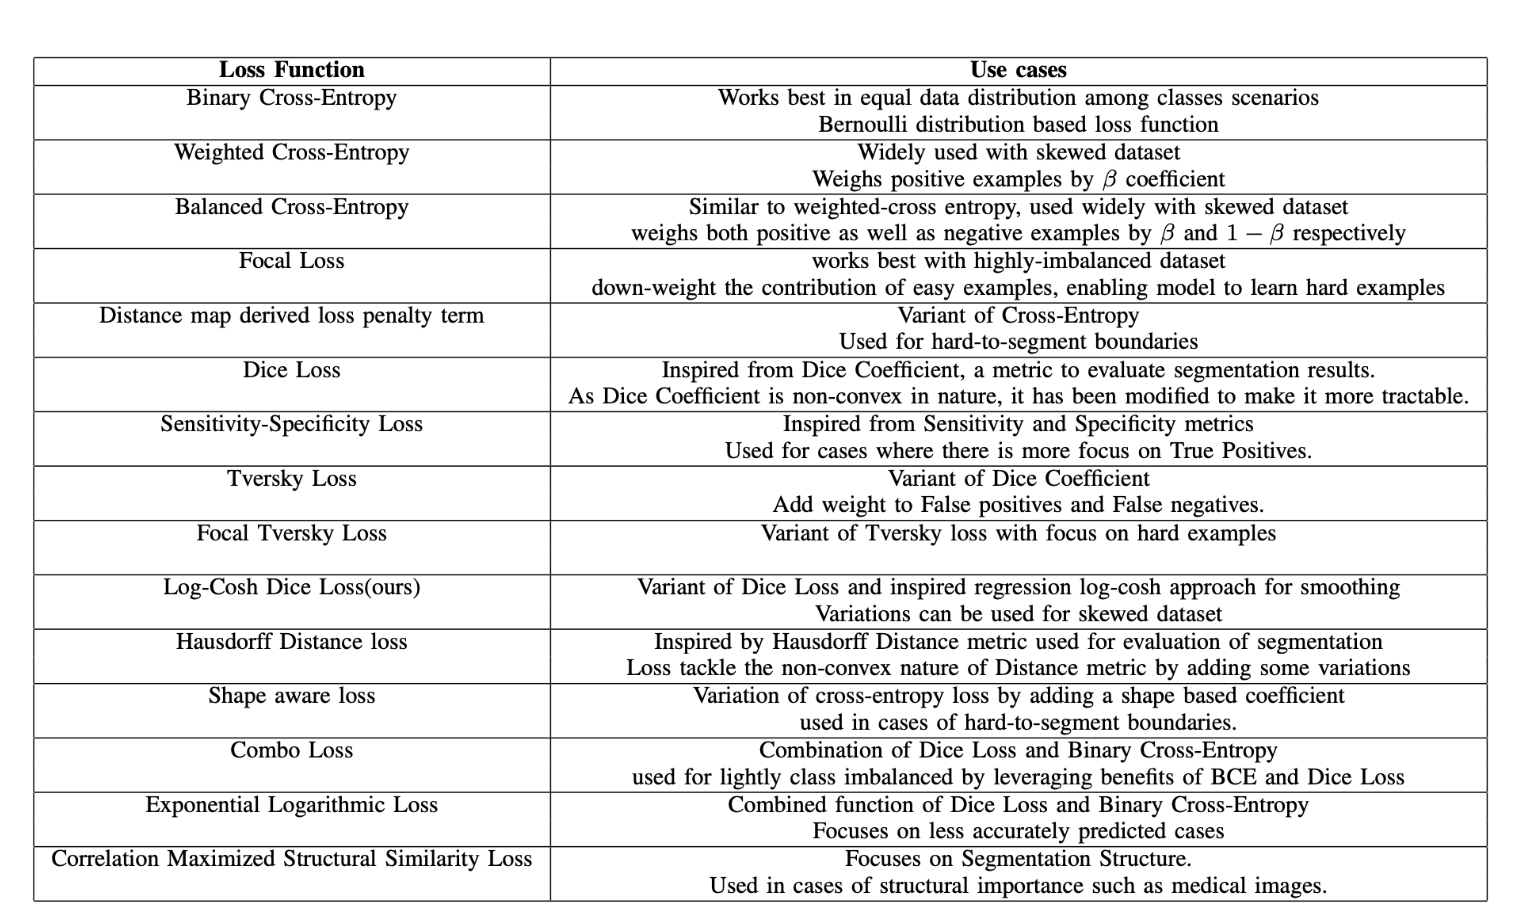 Loss Function Use cases
Binary Cross-Entropy Works best in equal data distribution among classes scenarios
Bernoulli distribution based loss function
Weighted Cross-Entropy Widely used with skewed dataset
Weighs positive examples by β coefficient
Balanced Cross-Entropy Similar to weighted-cross entropy, used widely with skewed dataset
weighs both positive as well as negative examples by β and 1 − β respectively
Focal Loss works best with highly-imbalanced dataset
down-weight the contribution of easy examples, enabling model to learn hard examples
Distance map derived loss penalty term Variant of Cross-Entropy
Used for hard-to-segment boundaries
Dice Loss Inspired from Dice Coefficient, a metric to evaluate segmentation results.
As Dice Coefficient is non-convex in nature, it has been modified to make it more tractable.
Sensitivity-Specificity Loss Inspired from Sensitivity and Specificity metrics
Used for cases where there is more focus on True Positives.
Tversky Loss Variant of Dice Coefficient
Add weight to False positives and False negatives.
Focal Tversky Loss Variant of Tversky loss with focus on hard examples
Log-Cosh Dice Loss(ours) Variant of Dice Loss and inspired regression log-cosh approach for smoothing
Variations can be used for skewed dataset
Hausdorff Distance loss Inspired by Hausdorff Distance metric used for evaluation of segmentation
Loss tackle the non-convex nature of Distance metric by adding some variations
Shape aware loss Variation of cross-entropy loss by adding a shape based coefficient
used in cases of hard-to-segment boundaries.
Combo Loss Combination of Dice Loss and Binary Cross-Entropy
used for lightly class imbalanced by leveraging benefits of BCE and Dice Loss
Exponential Logarithmic Loss Combined function of Dice Loss and Binary Cross-Entropy
Focuses on less accurately predicted cases
Correlation Maximized Structural Similarity Loss Focuses on Segmentation Structure.
Used in cases of structural importance such as medical images.